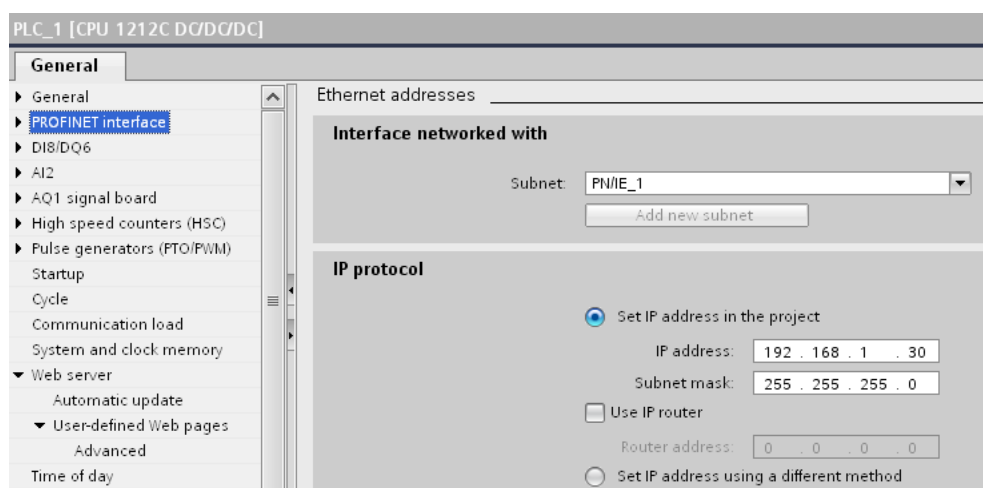 PLC_1 [CPU 1212C DC/DC/DC]
General
General
PROFINET interface
DI8/DQ6
AI2
AQ1 signal board
High speed counters (HSC)
Pulse generators (PTO/PWM)
Startup
Cycle
Communication load
System and clock memory
Web server
Automatic update
User-defined Web pages
Advanced
Time of day
Ethernet addresses
Interface networked with
Subnet: PN/IE_1
Add new subnet
IP protocol
Set IP address in the project
IP address: 192 . 168 . 1 . 30
Subnet mask: 255 . 255 . 255 . 0
Use IP router
Router address: 0 . 0 . 0 . 0
Set IP address using a different method